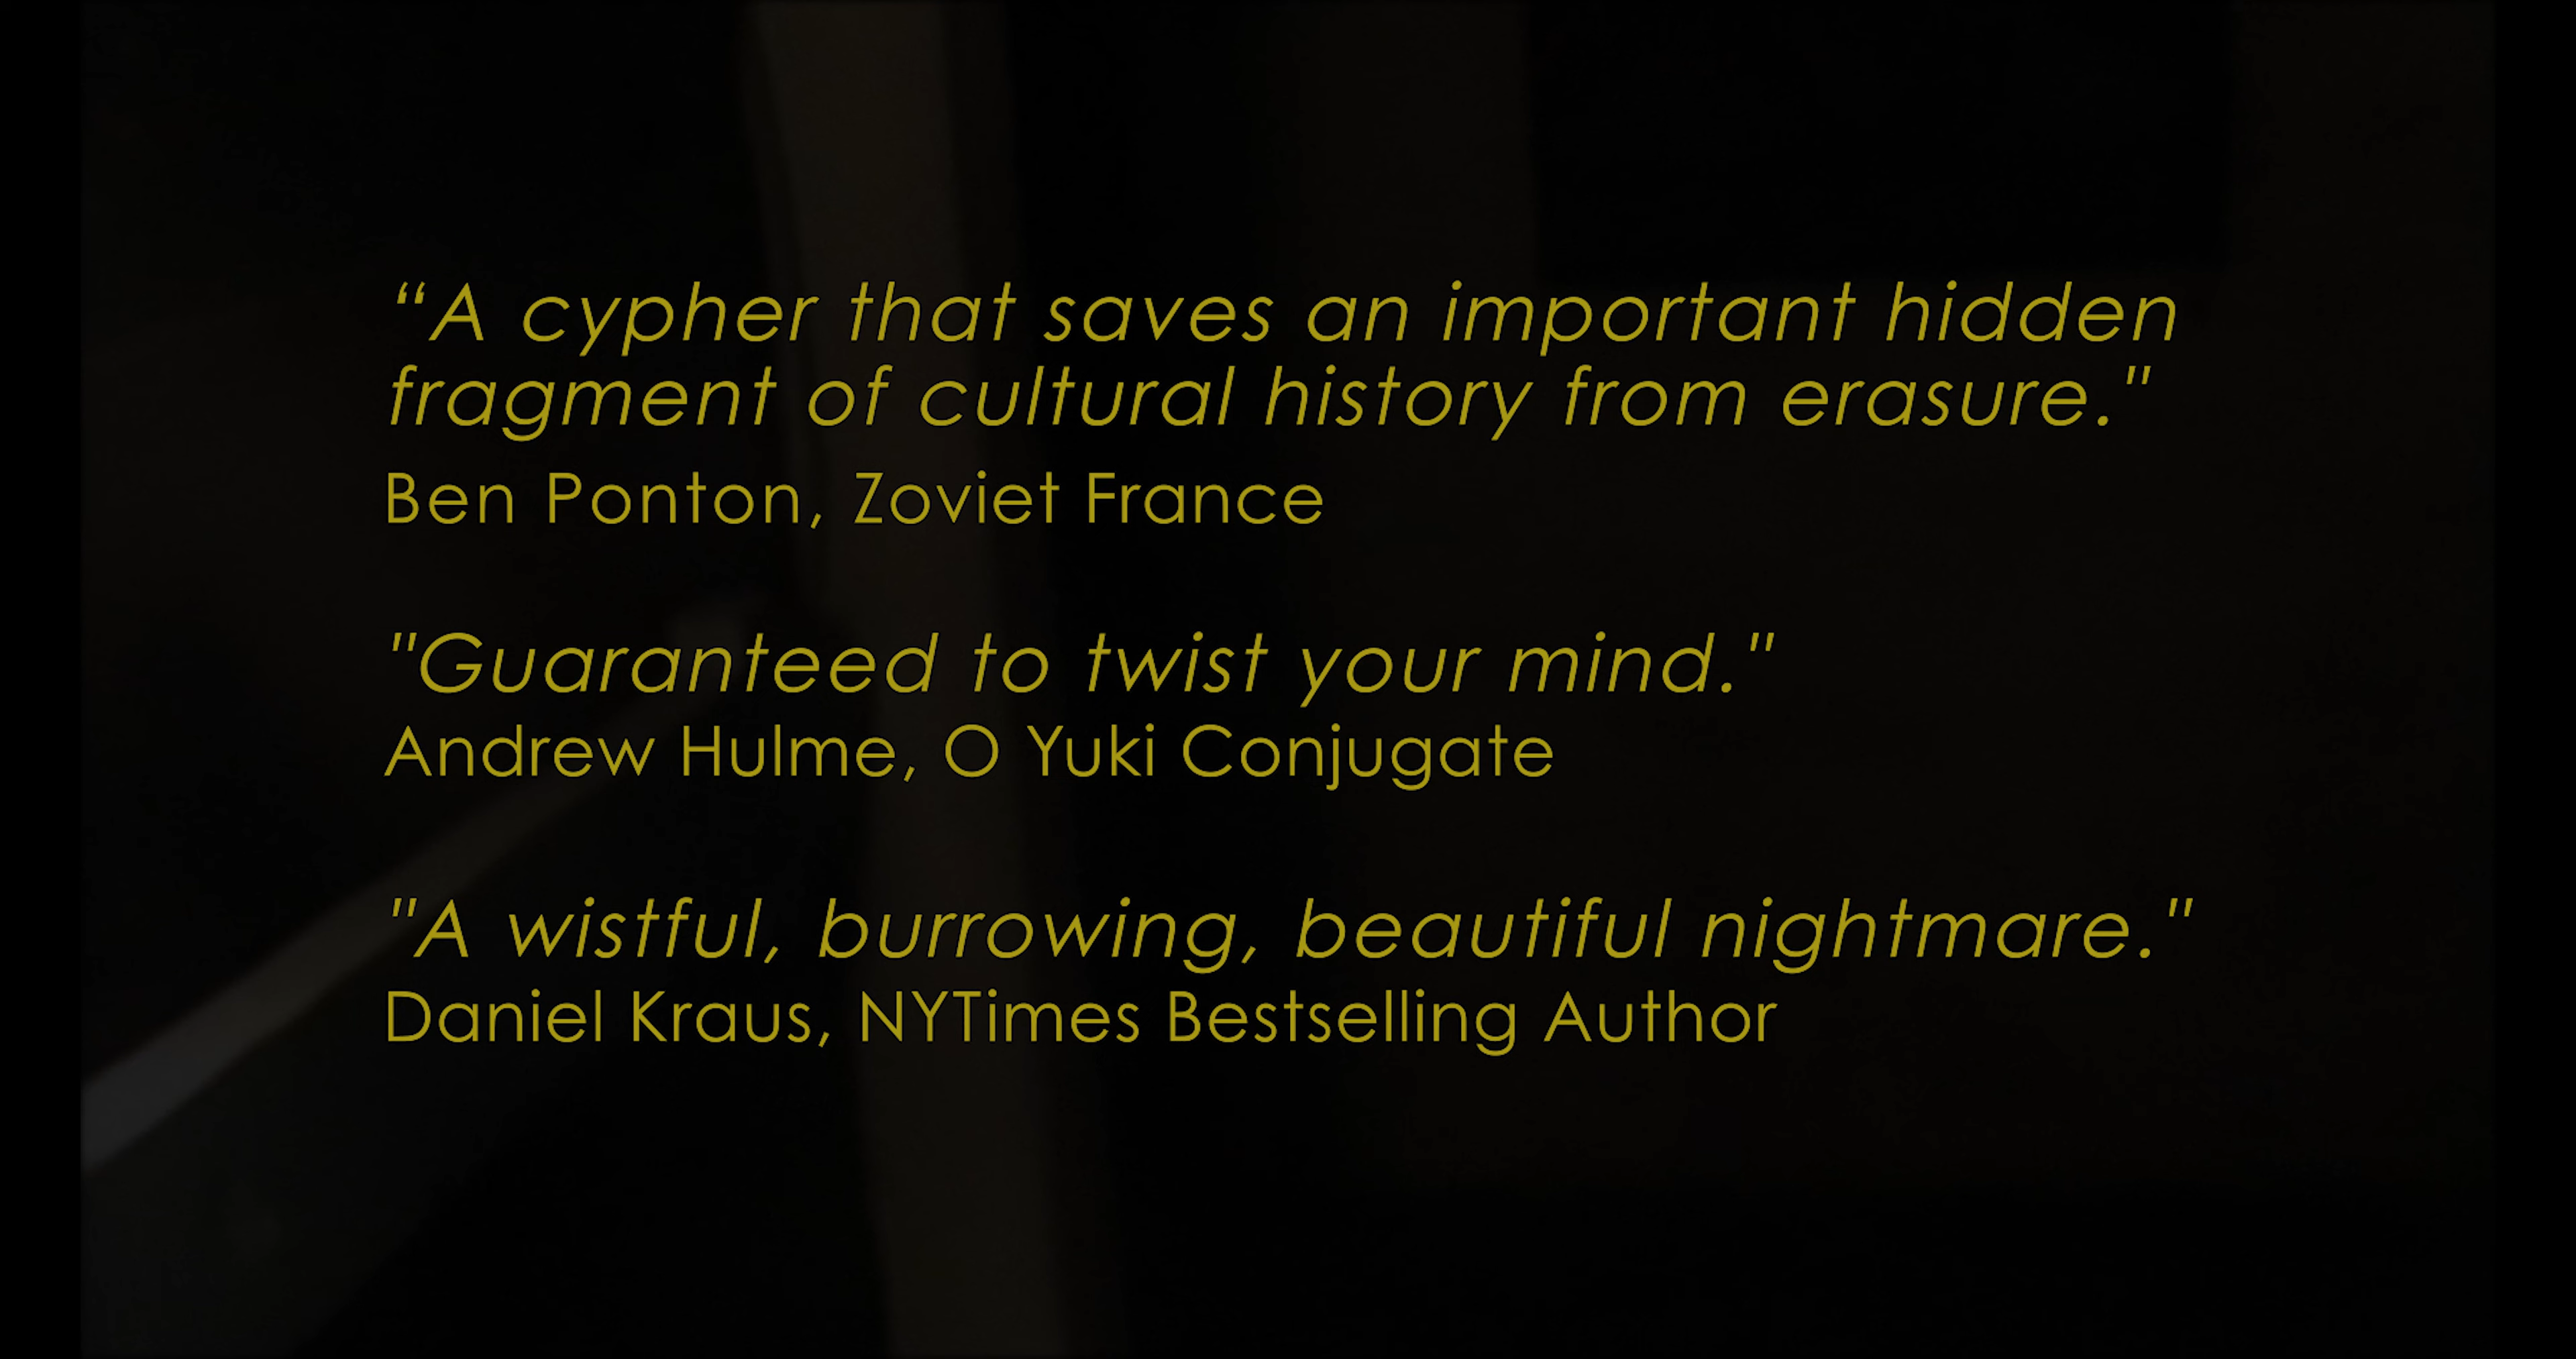 “A cypher that saves an important hidden
fragment of cultural history from erasure."
Ben Ponton, Zoviet France
"Guaranteed to twist your mind."
Andrew Hulme, O Yuki Conjugate
"A wistful, burrowing, beautiful nightmare."
Daniel Kraus, NYTimes Bestselling Author